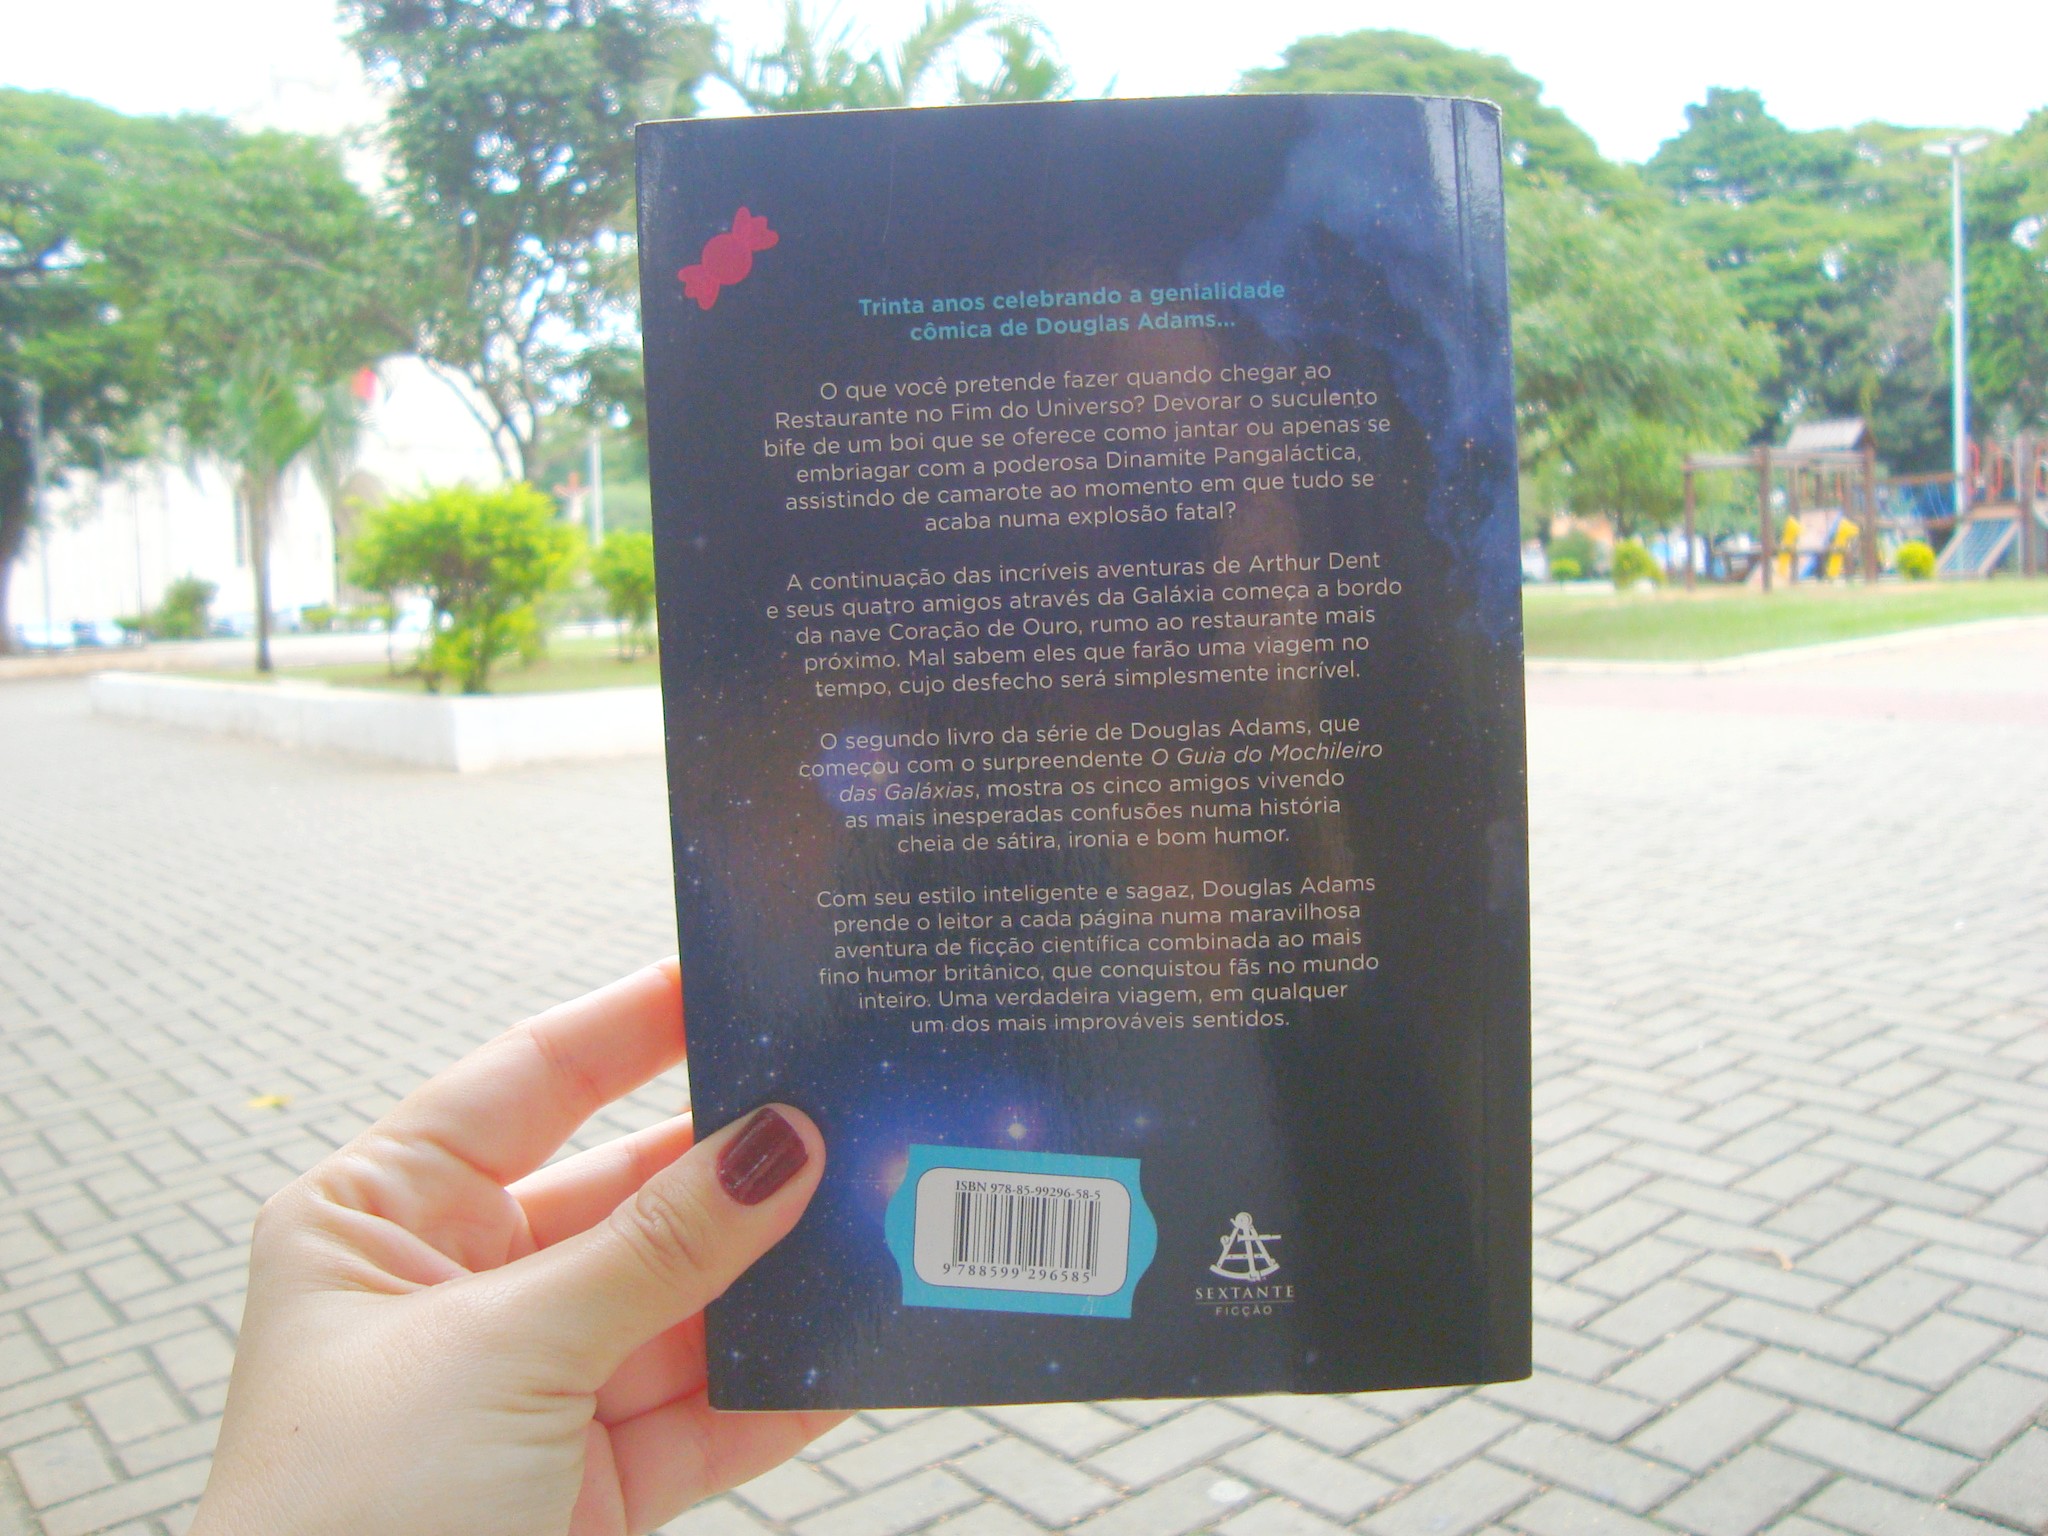 Trinta anos celebrando a genialidade
cômica de Douglas Adams...
O que você pretende fazer quando chegar ao
Restaurante no Fim do Universo? Devorar o suculento
bife de um boi que se oferece como jantar ou apenas se
embriagar com a poderosa Dinamite Pangaláctica,
assistindo de camarote ao momento em que tudo se
acaba numa explosão fatal?
A continuação das incríveis aventuras de Arthur Dent
e seus quatro amigos através da Galáxia começa a bordo
da nave Coração de Ouro, rumo ao restaurante mais
próximo. Mal sabem eles que farão uma viagem no
tempo, cujo desfecho será simplesmente incrível.
O segundo livro da série de Douglas Adams, que
começou com o surpreendente O Guia do Mochileiro
das Galáxias, mostra os cinco amigos vivendo
as mais inesperadas confusões numa história
cheia de sátira, ironia e bom humor.
Com seu estilo inteligente e sagaz, Douglas Adams
prende o leitor a cada página numa maravilhosa
aventura de ficção científica combinada ao mais
fino humor britânico, que conquistou fãs no mundo
inteiro. Uma verdadeira viagem, em qualquer
um dos mais improváveis sentidos.
ISBN 978-85-99296-58-5
9 788599 296585
SEXTANTE
FICÇÃO